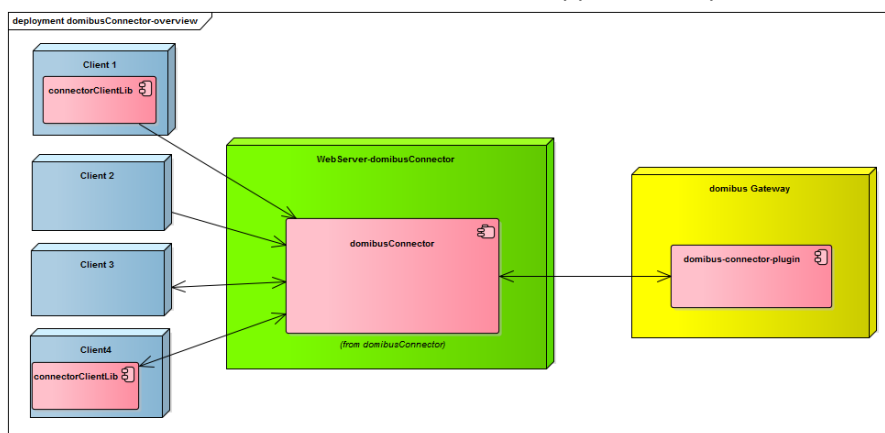 deployment domibusConnector-overview
Client 1
connectorClientLib
Client 2
Client 3
Client4
connectorClientLib
WebServer-domibusConnector
domibusConnector
(from domibusConnector)
domibus Gateway
domibus-connector-plugin